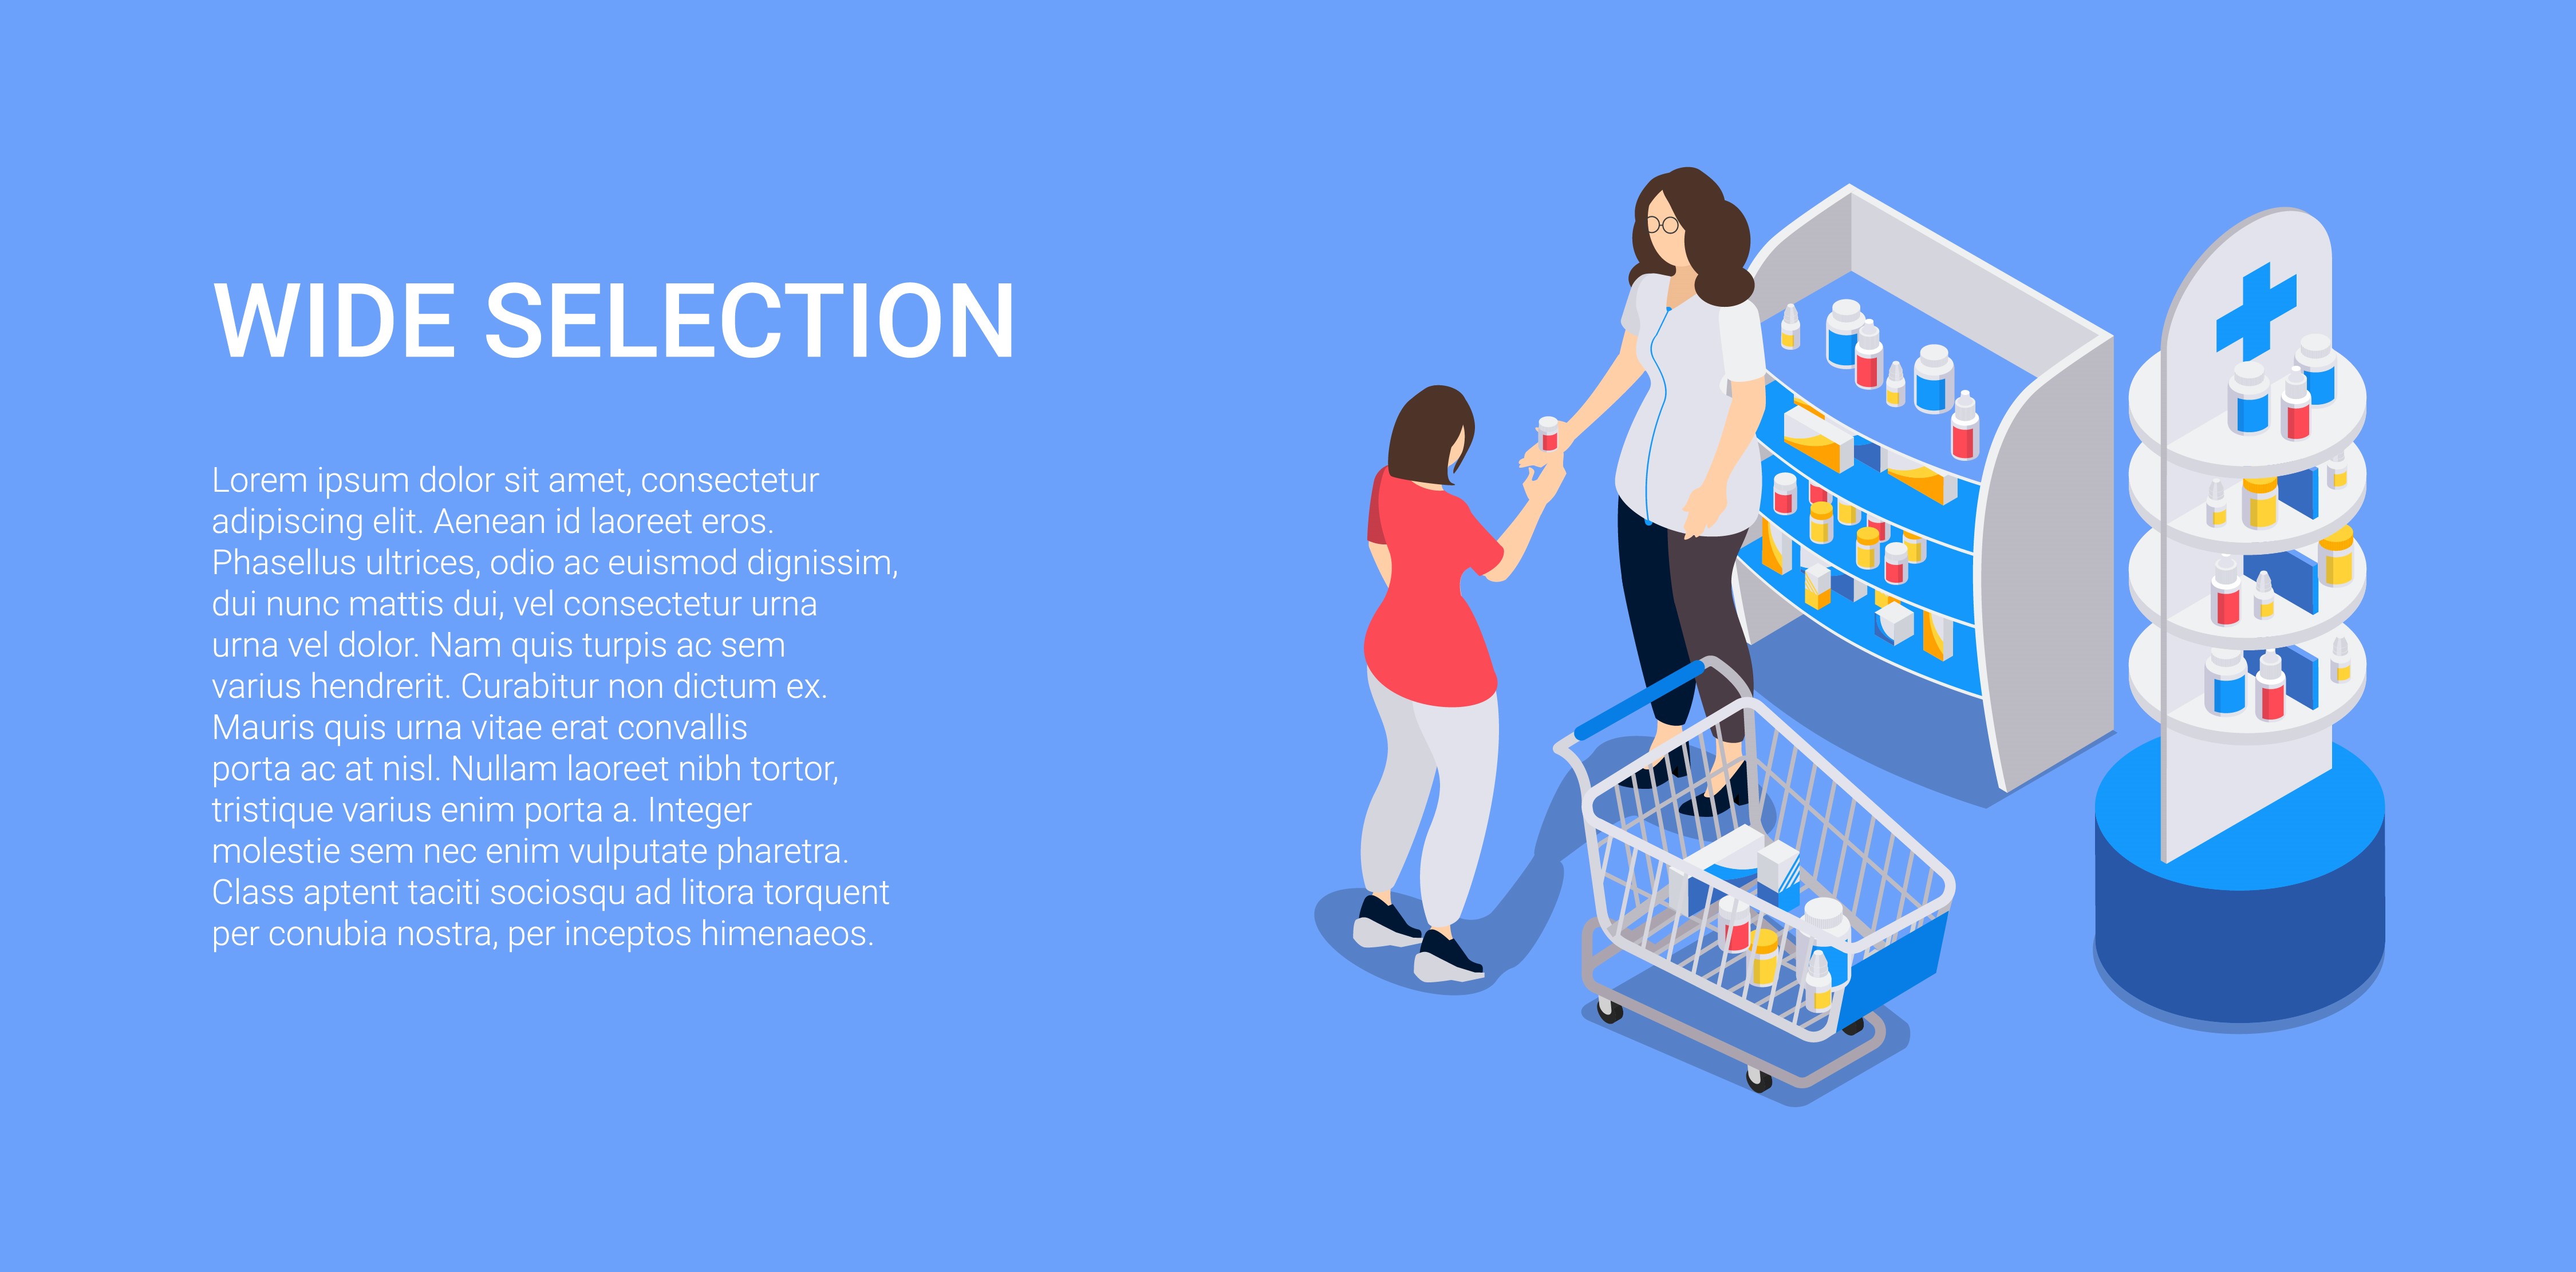 WIDE SELECTION
Lorem ipsum dolor sit amet, consectetur
adipiscing elit. Aenean id laoreet eros.
Phasellus ultrices, odio ac euismod dignissim,
dui nunc mattis dui, vel consectetur urna
urna vel dolor. Nam quis turpis ac sem
varius hendrerit. Curabitur non dictum ex.
Mauris quis urna vitae erat convallis
porta ac at nisl. Nullam laoreet nibh tortor,
tristique varius enim porta a. Integer
molestie sem nec enim vulputate pharetra.
Class aptent taciti sociosqu ad litora torquent
per conubia nostra, per inceptos himenaeos.